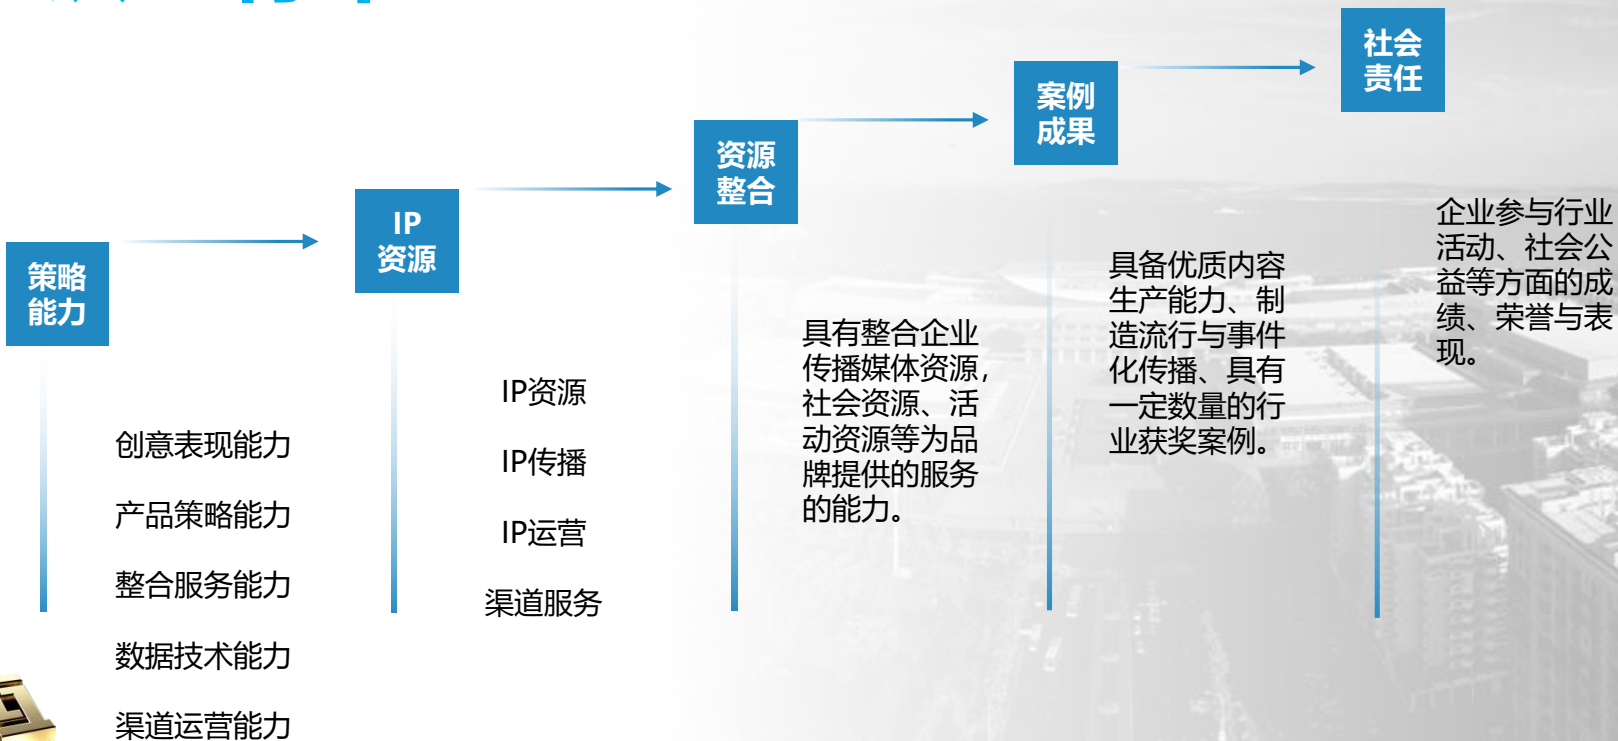 策略
能力
创意表现能力
产品策略能力
整合服务能力
数据技术能力
渠道运营能力
IP
资源
IP资源
IP传播
IP运营
渠道服务
资源
整合
具有整合企业
传播媒体资源，
社会资源、活
动资源等为品
牌提供的服务
的能力。
案例
成果
具备优质内容
生产能力、制
造流行与事件
化传播、具有
一定数量的行
业获奖案例。
社会
责任
企业参与行业
活动、社会公
益等方面的成
绩、荣誉与表
现。